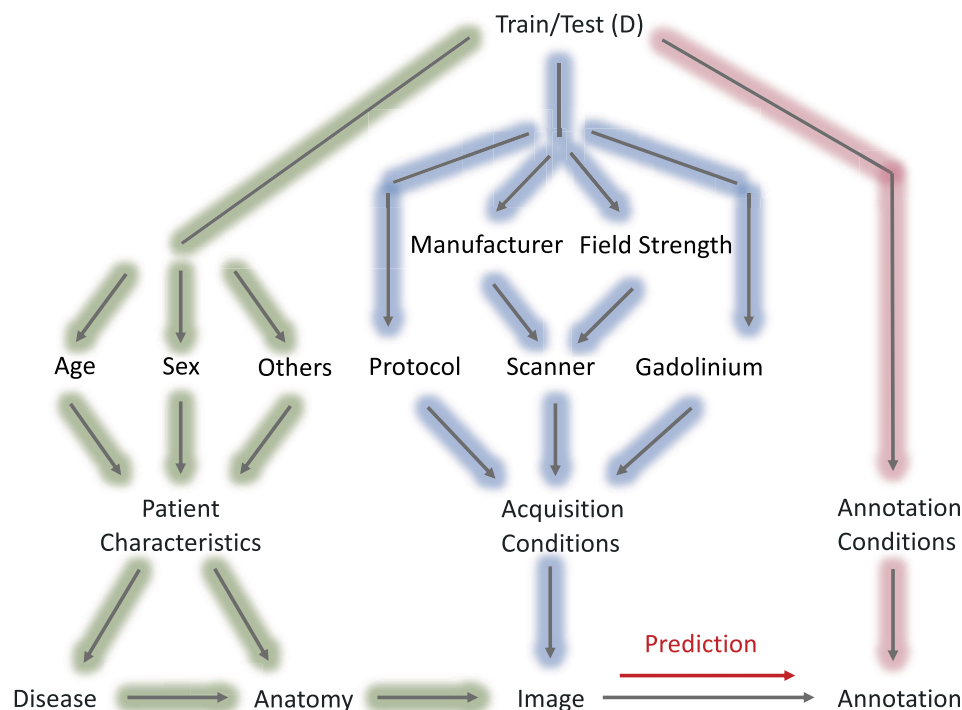 Train/Test (D)
Manufacturer Field Strength
Age Sex Others Protocol Scanner Gadolinium
Patient
Characteristics
Acquisition
Conditions
Annotation
Conditions
Prediction
Disease Anatomy Image Annotation